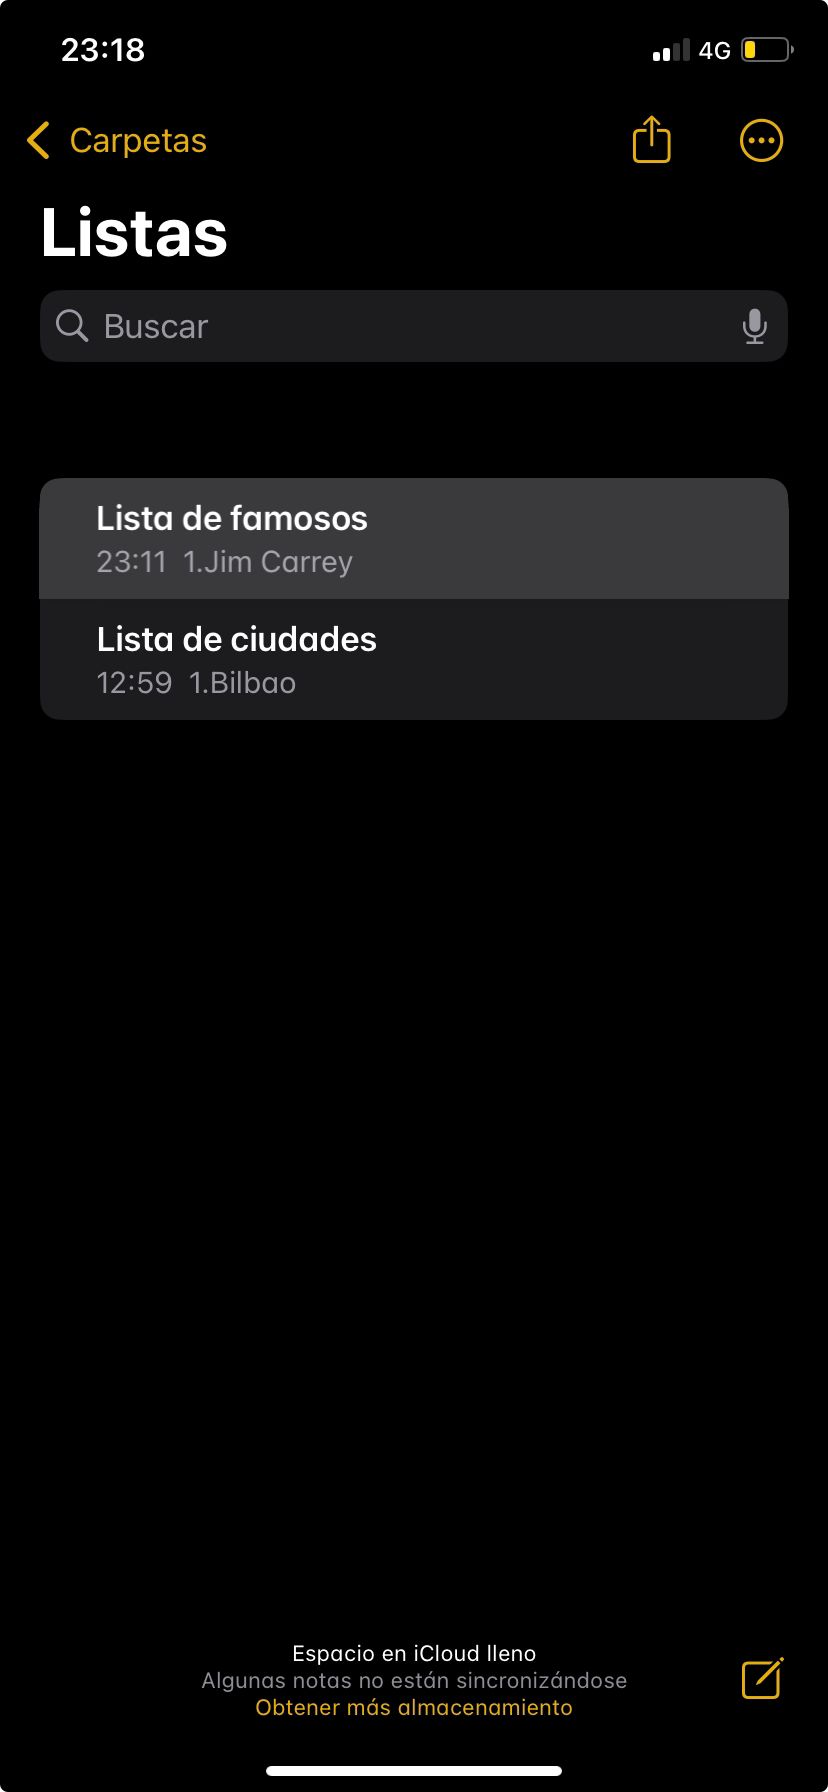 23:18 4G
Carpetas
Listas
Buscar
Lista de famosos
23:11 1.Jim Carrey
Lista de ciudades
12:59 1.Bilbao
Espacio en iCloud lleno
Algunas notas no están sincronizándose
Obtener más almacenamiento